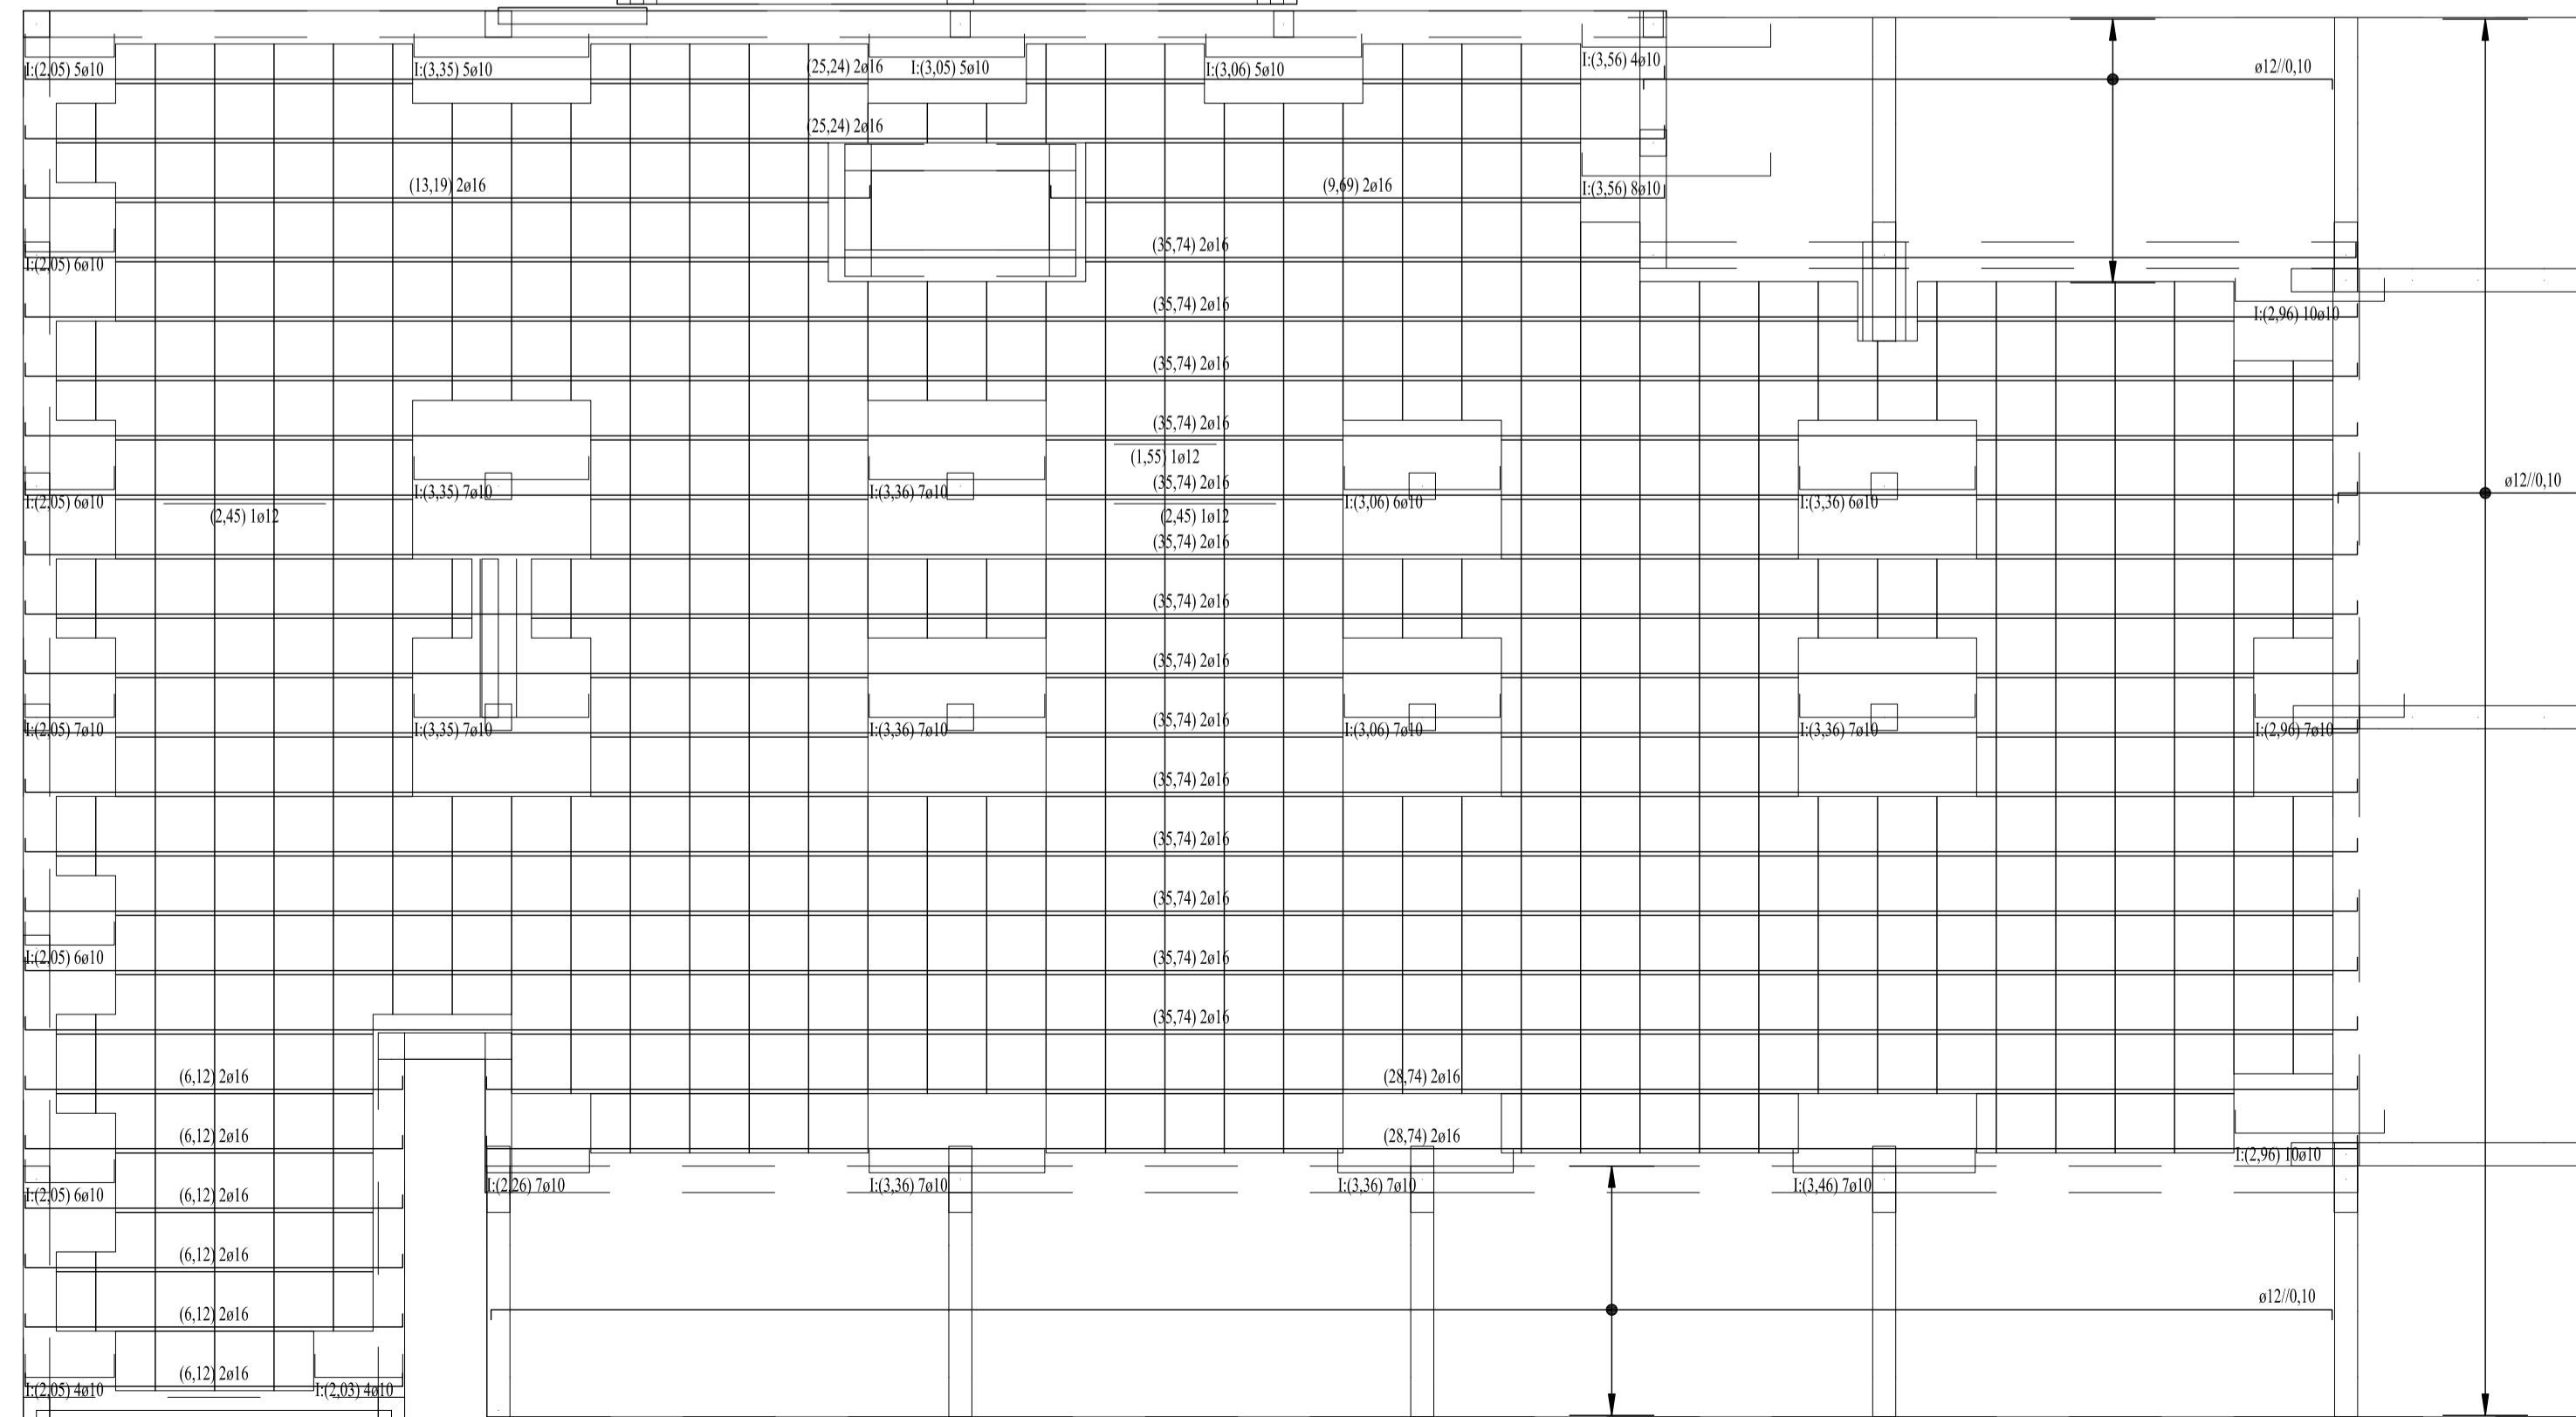 I:(2,05) 5ø10
I:(3,35) 5ø10
(25,24) 2ø16
I:(3,05) 5ø10
I:(3,06) 5ø10
I:(3,56) 4ø10
ø12//0,10
(25,24) 2ø16
(13,19) 2ø16
(9,69) 2ø16
I:(3,56) 8ø10
(35,74) 2ø16
I:(2,05) 6ø10
(35,74) 2ø16
I:(2,96) 10ø10
(35,74) 2ø16
(35,74) 2ø16
(1,55) 1ø12
(35,74) 2ø16
ø12//0,10
I:(2,05) 6ø10
I:(3,35) 7ø10
I:(3,36) 7ø10
I:(3,06) 6ø10
I:(3,36) 6ø10
(2,45) 1ø12
(2,45) 1ø12
(35,74) 2ø16
(35,74) 2ø16
(35,74) 2ø16
(35,74) 2ø16
I:(2,05) 7ø10
I:(3,35) 7ø10
I:(3,36) 7ø10
I:(3,06) 7ø10
I:(3,36) 7ø10
I:(2,96) 7ø10
(35,74) 2ø16
(35,74) 2ø16
(35,74) 2ø16
(35,74) 2ø16
I:(2,05) 6ø10
(35,74) 2ø16
(6,12) 2ø16
(28,74) 2ø16
(6,12) 2ø16
(28,74) 2ø16
I:(2,96) 10ø10
I:(2,05) 6ø10
(6,12) 2ø16
I:(2,26) 7ø10
I:(3,36) 7ø10
I:(3,36) 7ø10
I:(3,46) 7ø10
(6,12) 2ø16
ø12//0,10
(6,12) 2ø16
(6,12) 2ø16
I:(2,05) 4ø10
I:(2,03) 4ø10